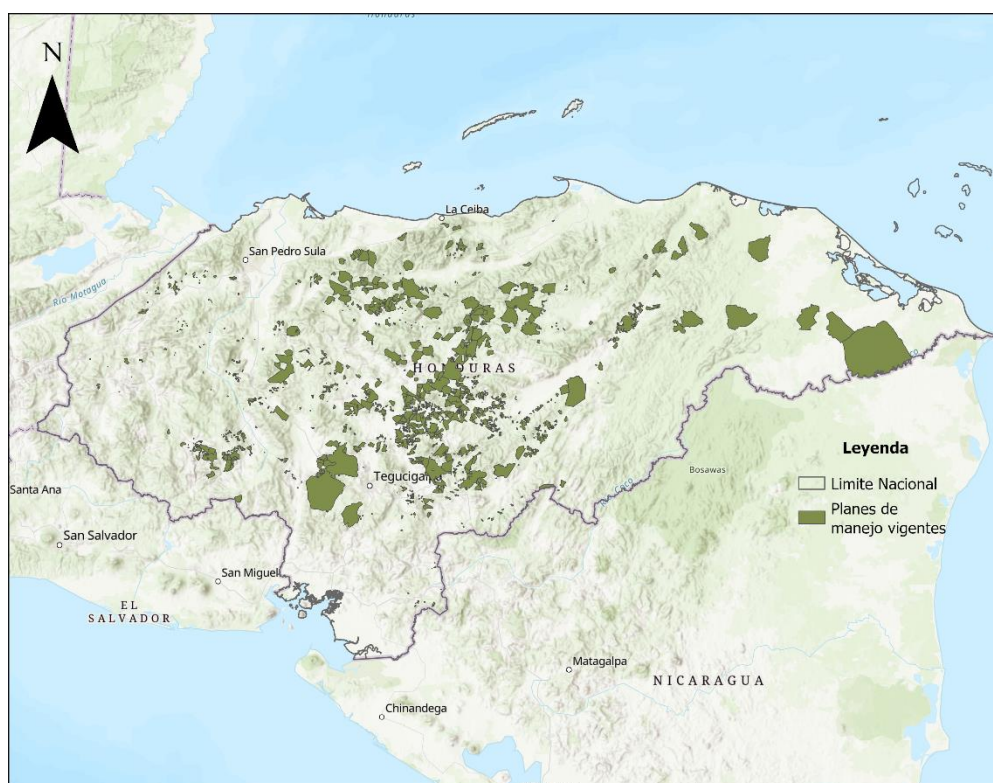 Honduras
N
La Ceiba
San Pedro Sula
Río Motagua
HONDURAS
Tegucigalpa
Leyenda
Bosawas
Limite Nacional
Santa Ana
Planes de
manejo vigentes
San Salvador
San Miguel
EL
SALVADOR
Matagalpa
NICARAGUA
Chinandega